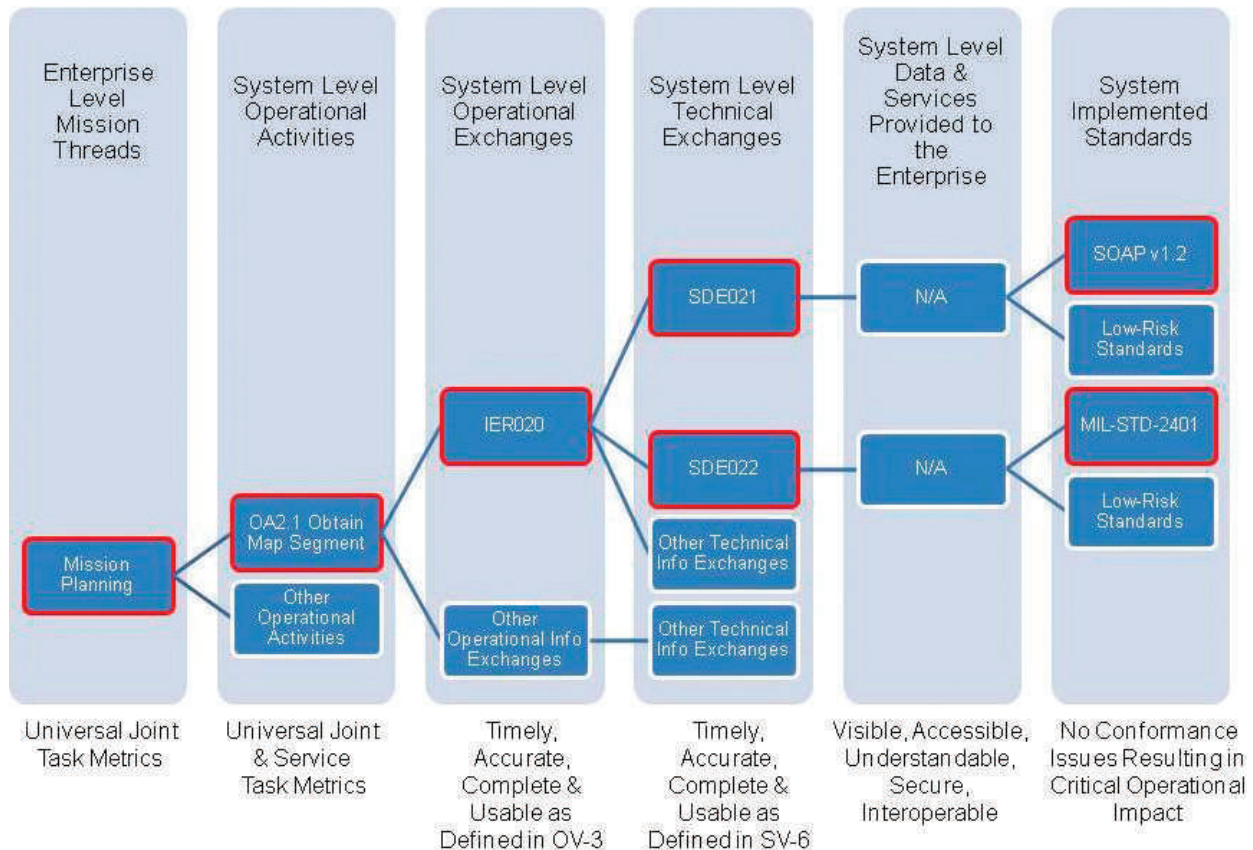 Enterprise
Level
Mission
Threads
System Level
Operational
Activities
System Level
Operational
Exchanges
System Level
Technical
Exchanges
System Level
Data &
Services
Provided to
the
Enterprise
System
Implemented
Standards
Mission
Planning
OA2.1 Obtain
Map Segment
Other
Operational
Activities
IER020
Other
Operational Info
Exchanges
SDE021
SDE022
Other Technical
Info Exchanges
Other Technical
Info Exchanges
N/A
N/A
SOAP v1.2
Low-Risk
Standards
MIL-STD-2401
Low-Risk
Standards
Universal Joint
Task Metrics
Universal Joint
& Service
Task Metrics
Timely,
Accurate,
Complete &
Usable as
Defined in OV-3
Timely,
Accurate,
Complete &
Usable as
Defined in SV-6
Visible, Accessible,
Understandable,
Secure,
Interoperable
No Conformance
Issues Resulting in
Critical Operational
Impact